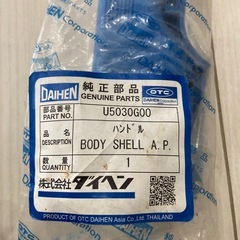 DAIHEN
純正部品
GENUINE PARTS
OTC
DAIHEN Corporation
部品番号
PART NO.
U5030G00
品名
DESCRIPTION
ハンドル
BODY SHELL A.P.
数量
QUANTITY
1
株式会社ダイヘン
PRODUCT OF OTC DAIHEN Asia Co.,Ltd. THAILAND